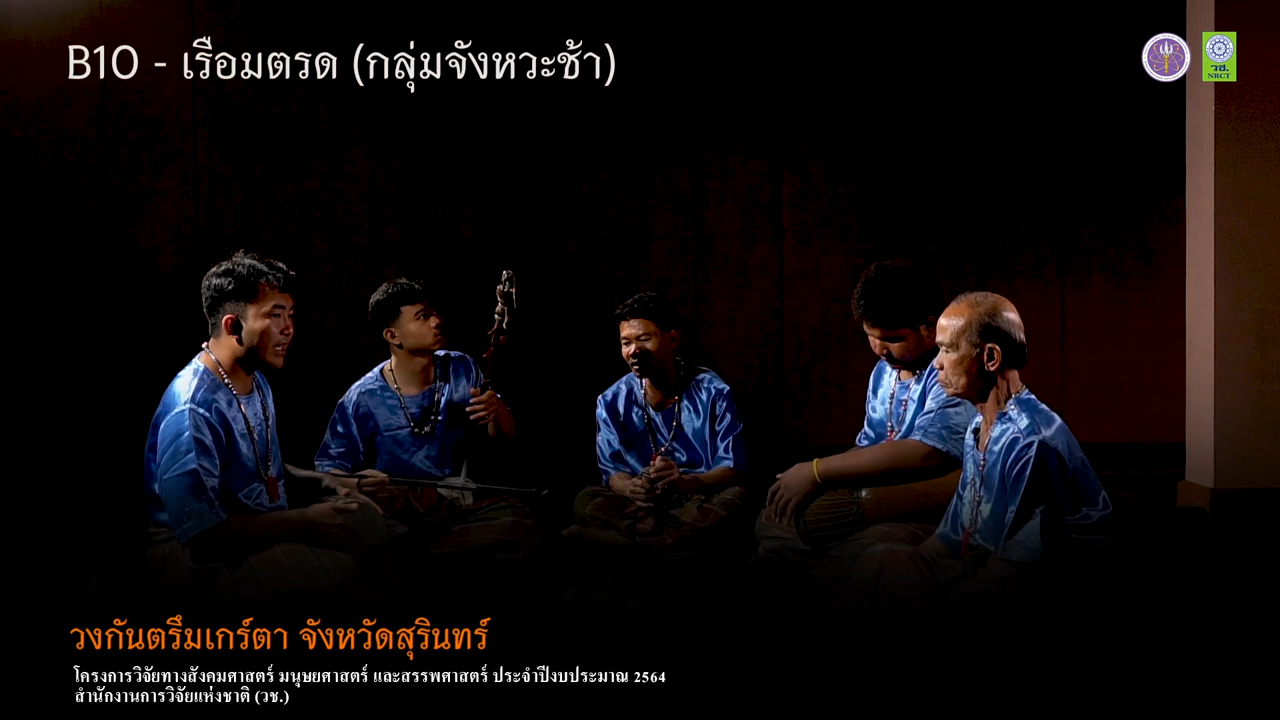 B10 - เรือมตรด (กลุ่มจังหวะช้า)
วช.
NRCT
วงกันตรึมเกร์ตา จังหวัดสุรินทร์
โครงการวิจัยทางสังคมศาสตร์ มนุษยศาสตร์ และสรรพศาสตร์ ประจำปีงบประมาณ 2564
สำนักงานการวิจัยแห่งชาติ (วช.)